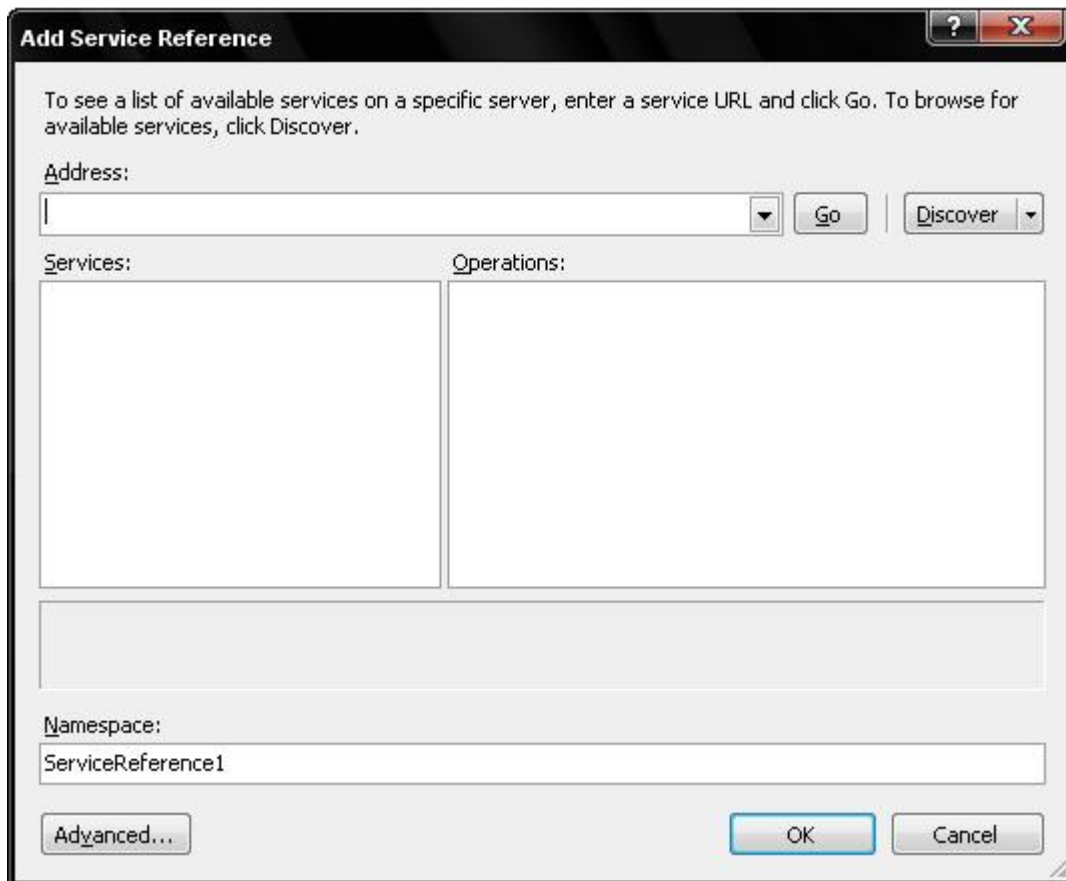 Add Service Reference
To see a list of available services on a specific server, enter a service URL and click Go. To browse for
available services, click Discover.
Address:
Go
Discover
Services:
Operations:
Namespace:
ServiceReference1
Advanced...
OK
Cancel